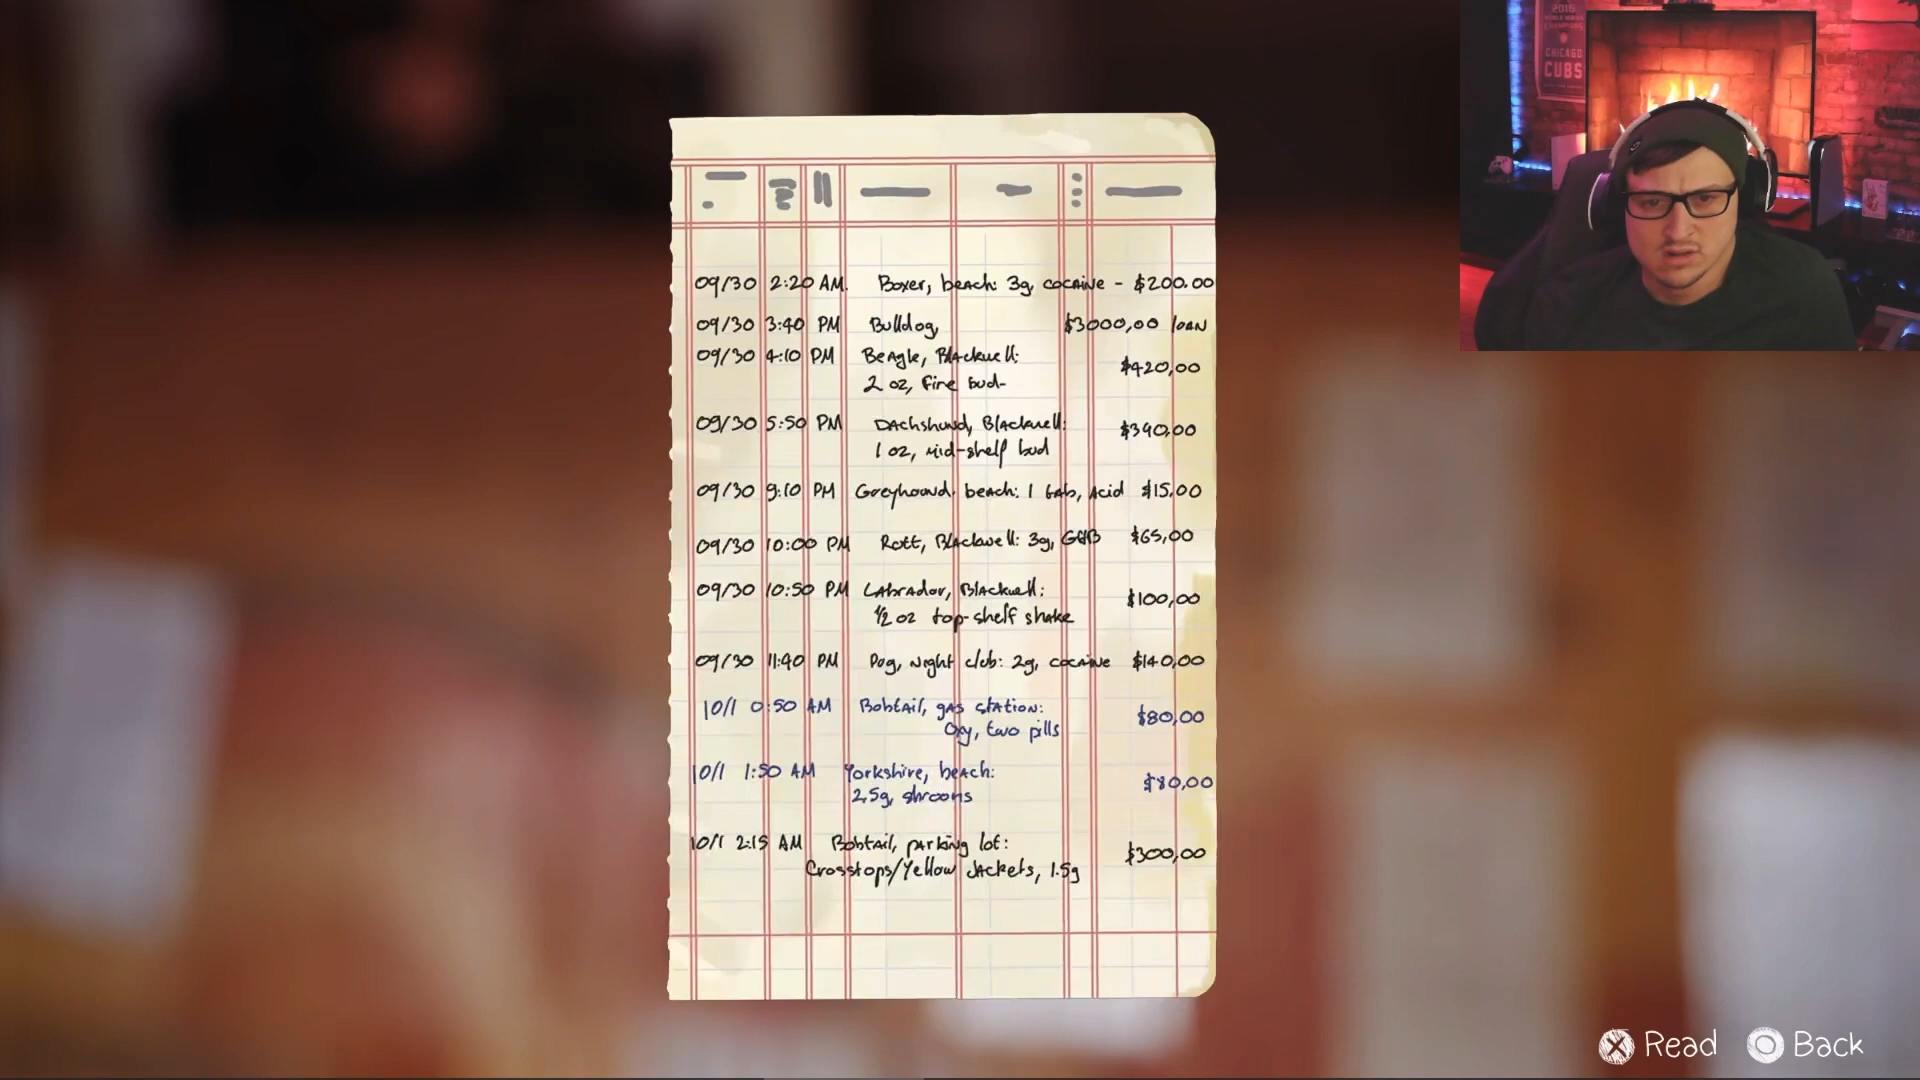 2016
WORLD SERIES
CHAMPIONS
CHICAGO
CUBS
09/30 2:20 AM. Boxer, beach: 3g, cocaine - $200.00
09/30 3:40 PM Bulldog, $3000,00 loan
09/30 4:10 PM Beagle, Blackwell: $420,00
2 oz, fire bud-
09/30 5:50 PM Dachshund, Blackwell: $390,00
1 oz, mid-shelf bud
09/30 9:10 PM Greyhound, beach: 1 tab, acid $15,00
09/30 10:00 PM Rott, Blackwell: 3g, GHB $65,00
09/30 10:50 PM Labrador, Blackwell: $100,00
1/2 oz top-shelf shake
09/30 11:40 PM Pog, night club: 2g, cocaine $140,00
10/1 0:50 AM Bobtail, gas station: $80,00
Oxy, two pills
10/1 1:50 AM Yorkshire, beach: $80,00
2,5g, shrooms
10/1 2:15 AM Bobtail, parking lot: $300,00
Crosstops/Yellow Jackets, 1.5g
Read Back